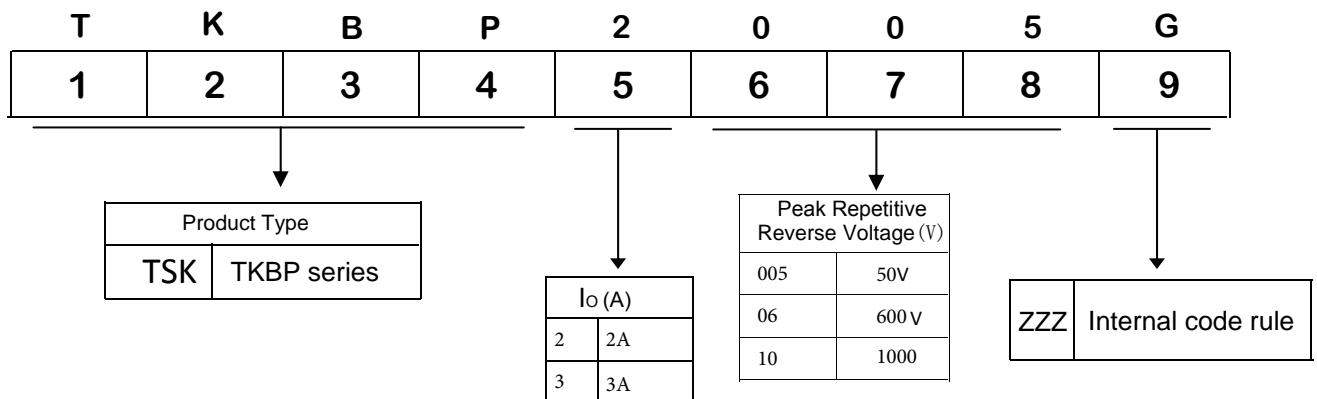 T K B P 2 0 0 5 G
1 2 3 4 5 6 7 8 9
Product Type
TSK TKBP series
Io (A)
2 2A
3 3A
Peak Repetitive
Reverse Voltage (V)
005 50V
06 600 V
10 1000
ZZZ Internal code rule